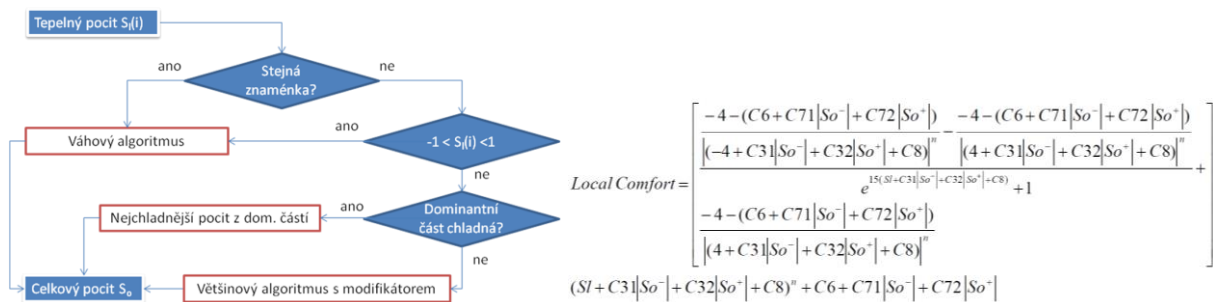 Tepelný pocit Sₗ(i)
ano
Stejná
znaménka?
ne
Váhový algoritmus
ano
-1 < Sₗ(i) <1
ne
Nejchladnější pocit z dom. částí
ano
Dominantní
část chladná?
ne
Celkový pocit Sₒ
Většinový algoritmus s modifikátorem
-4-(C6+C71|So⁻|+C72|So⁺|) -4-(C6+C71|So⁻|+C72|So⁺|)
|(-4+C31|So⁻|+C32|So⁺|+C8)|ⁿ - |(4+C31|So⁻|+C32|So⁺|+C8)|ⁿ
Local Comfort = e^15(Sl+C31|So⁻|+C32|So⁺|+C8) +1 +
-4-(C6+C71|So⁻|+C72|So⁺|)
|(4+C31|So⁻|+C32|So⁺|+C8)|ⁿ
(Sl+C31|So⁻|+C32|So⁺|+C8)ⁿ+C6+C71|So⁻|+C72|So⁺|